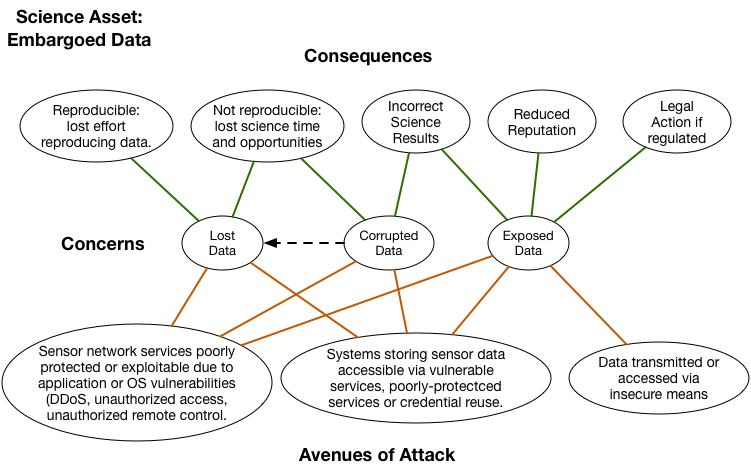 Science Asset:
Embargoed Data
Consequences
Reproducible:
lost effort
reproducing data.
Not reproducible:
lost science time
and opportunities
Incorrect
Science
Results
Reduced
Reputation
Legal
Action if
regulated
Concerns
Lost
Data
Corrupted
Data
Exposed
Data
Sensor network services poorly
protected or exploitable due to
application or OS vulnerabilities
(DDoS, unauthorized access,
unauthorized remote control.
Systems storing sensor data
accessible via vulnerable
services, poorly-protectced
services or credential reuse.
Data transmitted or
accessed via
insecure means
Avenues of Attack